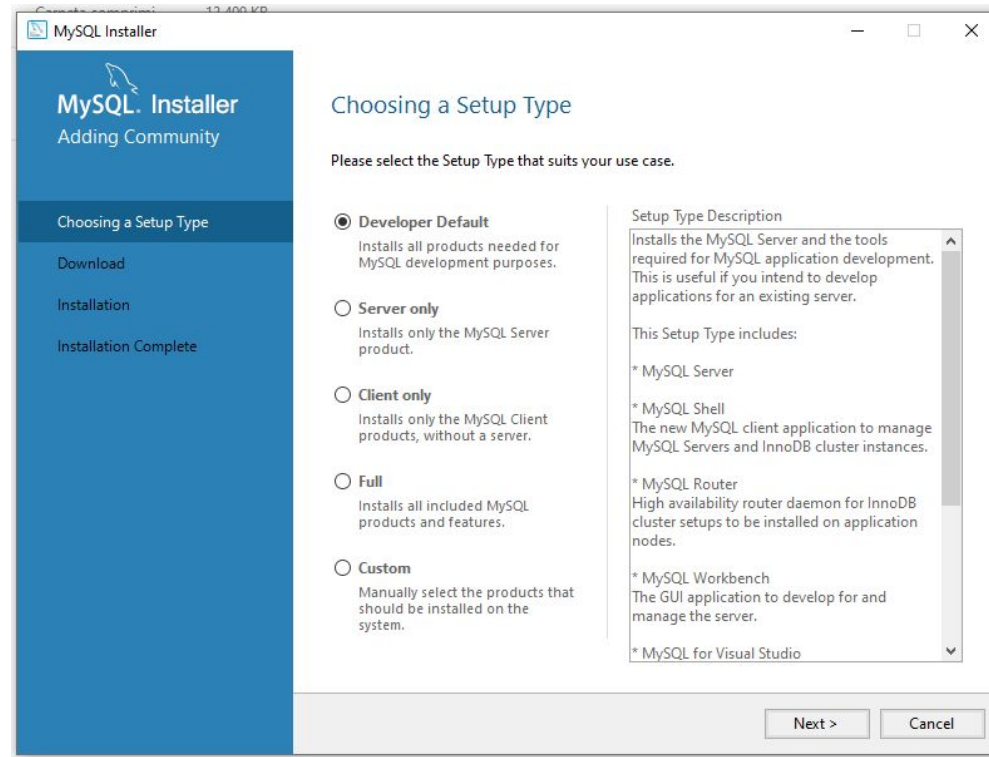 Carpeta comprimi... 12.400 KB
MySQL Installer
MySQL. Installer
Adding Community
Choosing a Setup Type
Download
Installation
Installation Complete
Choosing a Setup Type
Please select the Setup Type that suits your use case.
Developer Default
Installs all products needed for
MySQL development purposes.
Server only
Installs only the MySQL Server
product.
Client only
Installs only the MySQL Client
products, without a server.
Full
Installs all included MySQL
products and features.
Custom
Manually select the products that
should be installed on the
system.
Setup Type Description
Installs the MySQL Server and the tools
required for MySQL application development.
This is useful if you intend to develop
applications for an existing server.
This Setup Type includes:
* MySQL Server
* MySQL Shell
The new MySQL client application to manage
MySQL Servers and InnoDB cluster instances.
* MySQL Router
High availability router daemon for InnoDB
cluster setups to be installed on application
nodes.
* MySQL Workbench
The GUI application to develop for and
manage the server.
* MySQL for Visual Studio
Next >
Cancel